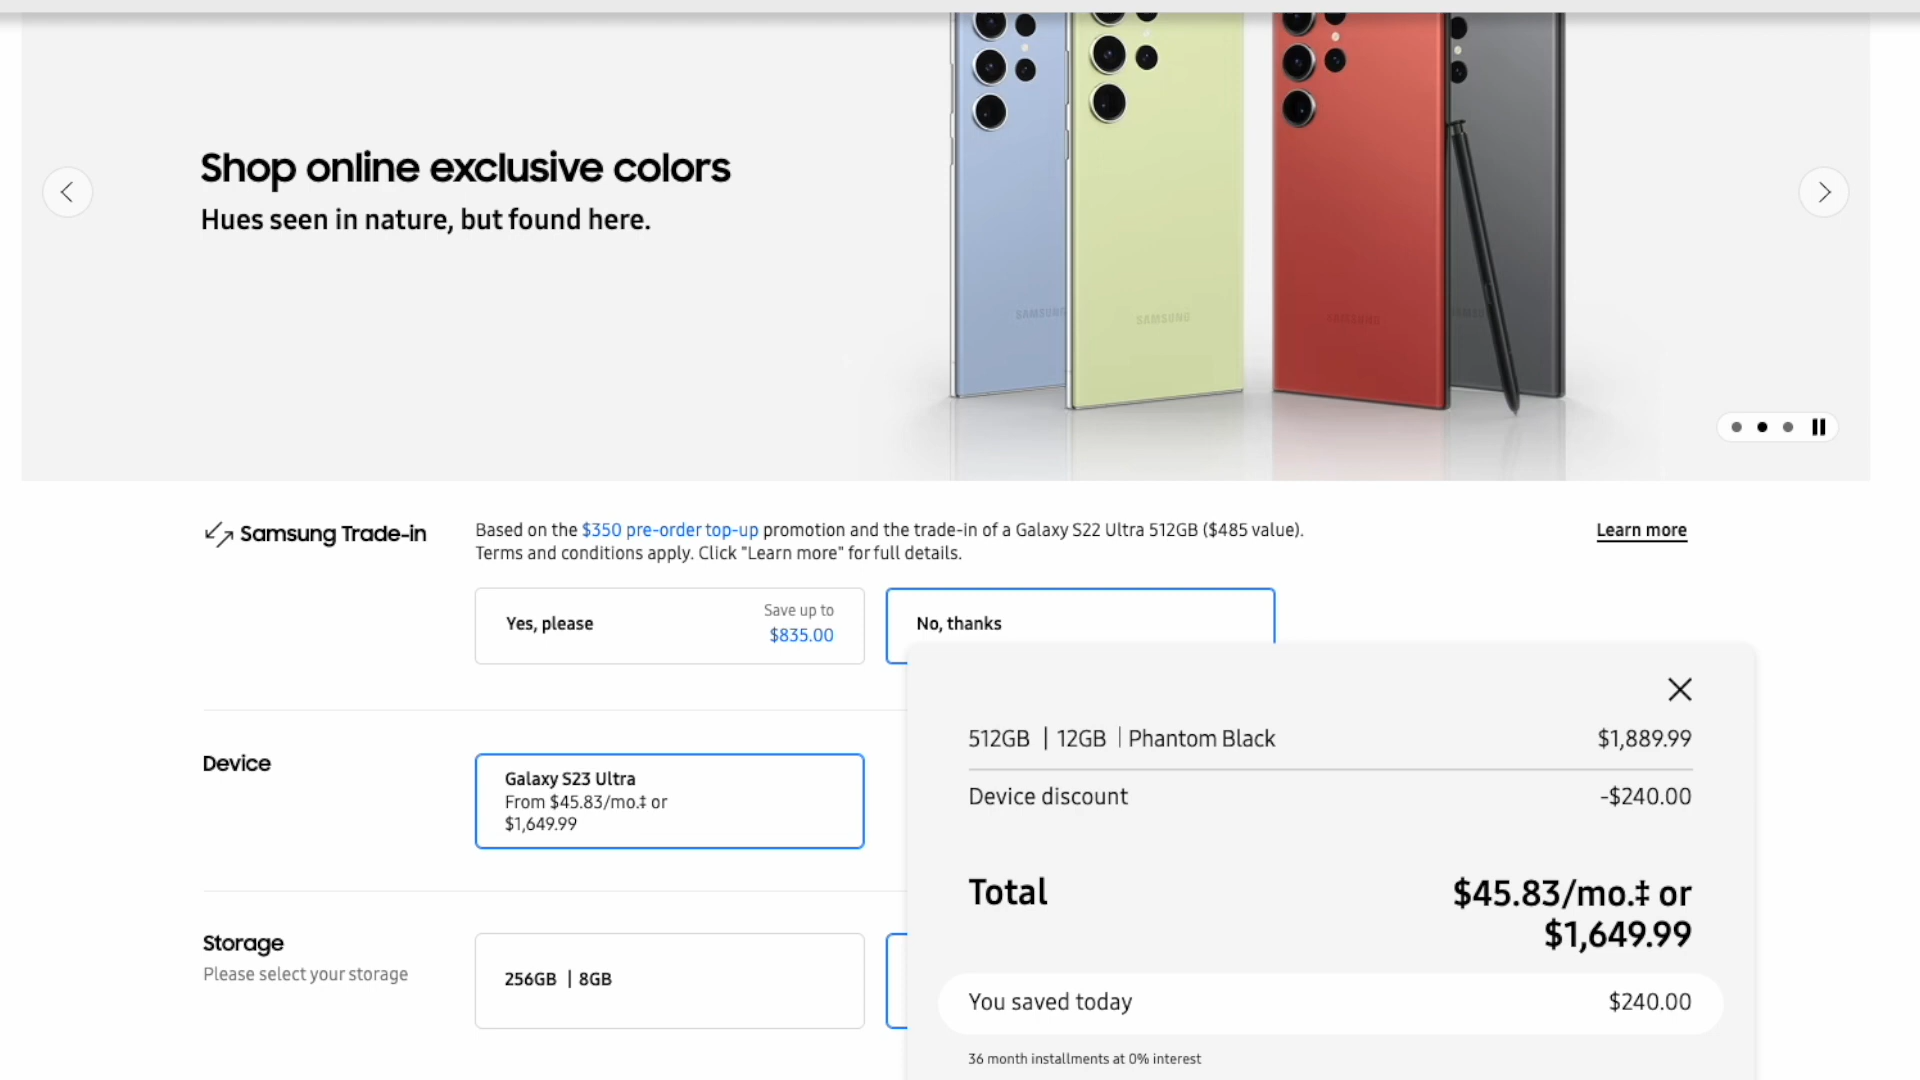 Shop online exclusive colors
Hues seen in nature, but found here.
SAMSUNG
SAMSUNG
SAMSUNG
Samsung Trade-in
Based on the $350 pre-order top-up promotion and the trade-in of a Galaxy S22 Ultra 512GB ($485 value).
Terms and conditions apply. Click "Learn more" for full details.
Learn more
Yes, please
Save up to
$835.00
No, thanks
Device
Galaxy S23 Ultra
From $45.83/mo.‡ or
$1,649.99
Storage
Please select your storage
256GB | 8GB
512GB | 12GB | Phantom Black $1,889.99
Device discount -$240.00
Total $45.83/mo.‡ or
$1,649.99
You saved today $240.00
36 month installments at 0% interest